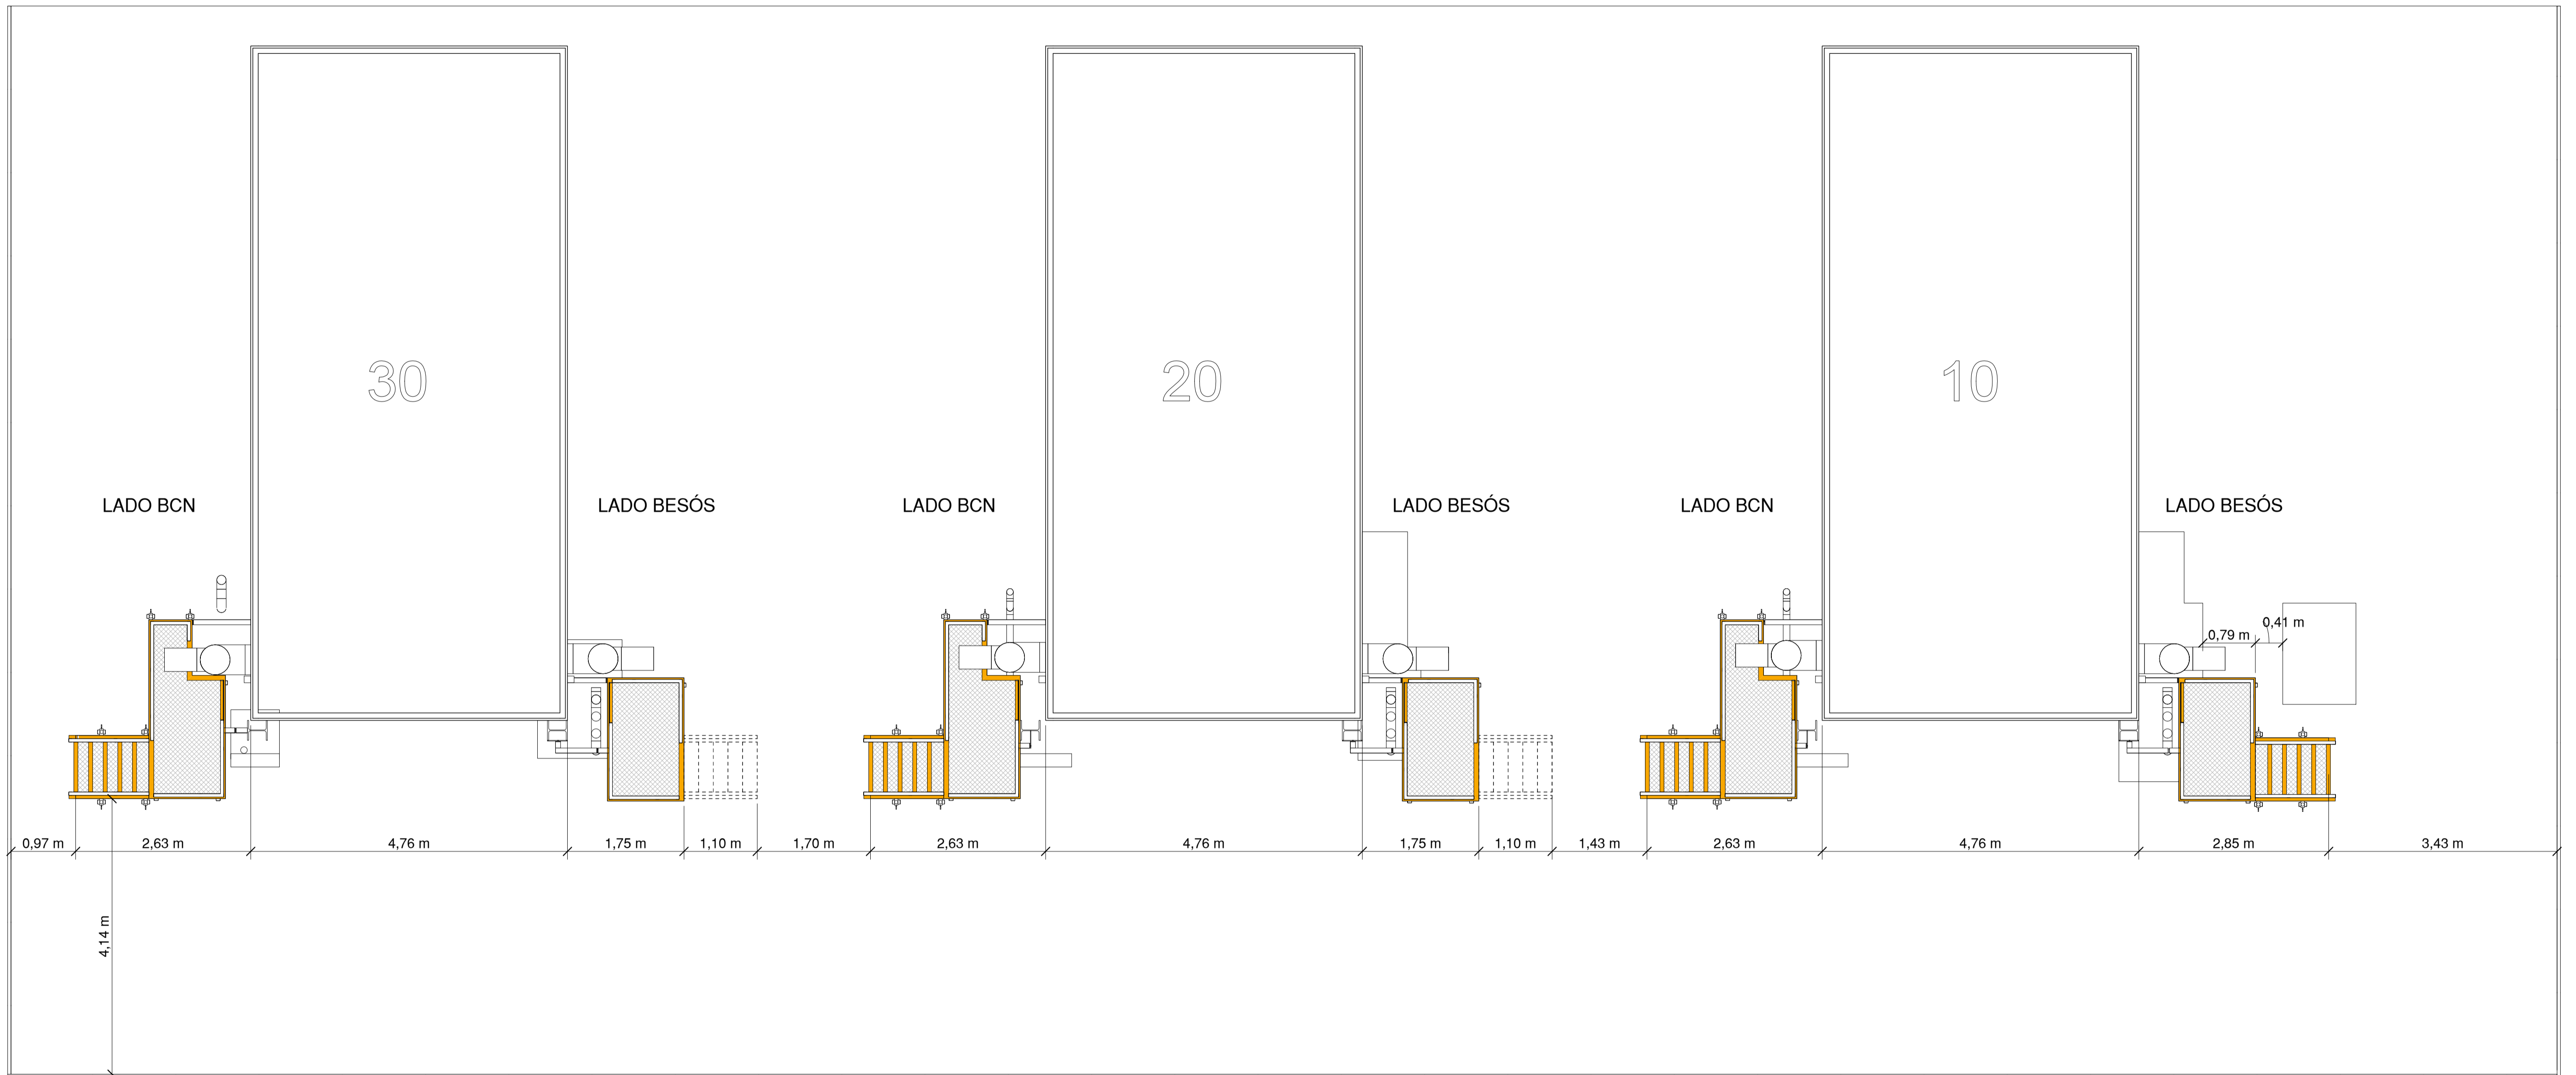 30
20
10
LADO BCN
LADO BESÓS
LADO BCN
LADO BESÓS
LADO BCN
LADO BESÓS
0,79 m
0,41 m
0,97 m
2,63 m
4,76 m
1,75 m
1,10 m
1,70 m
2,63 m
4,76 m
1,75 m
1,10 m
1,43 m
2,63 m
4,76 m
2,85 m
3,43 m
4,14 m